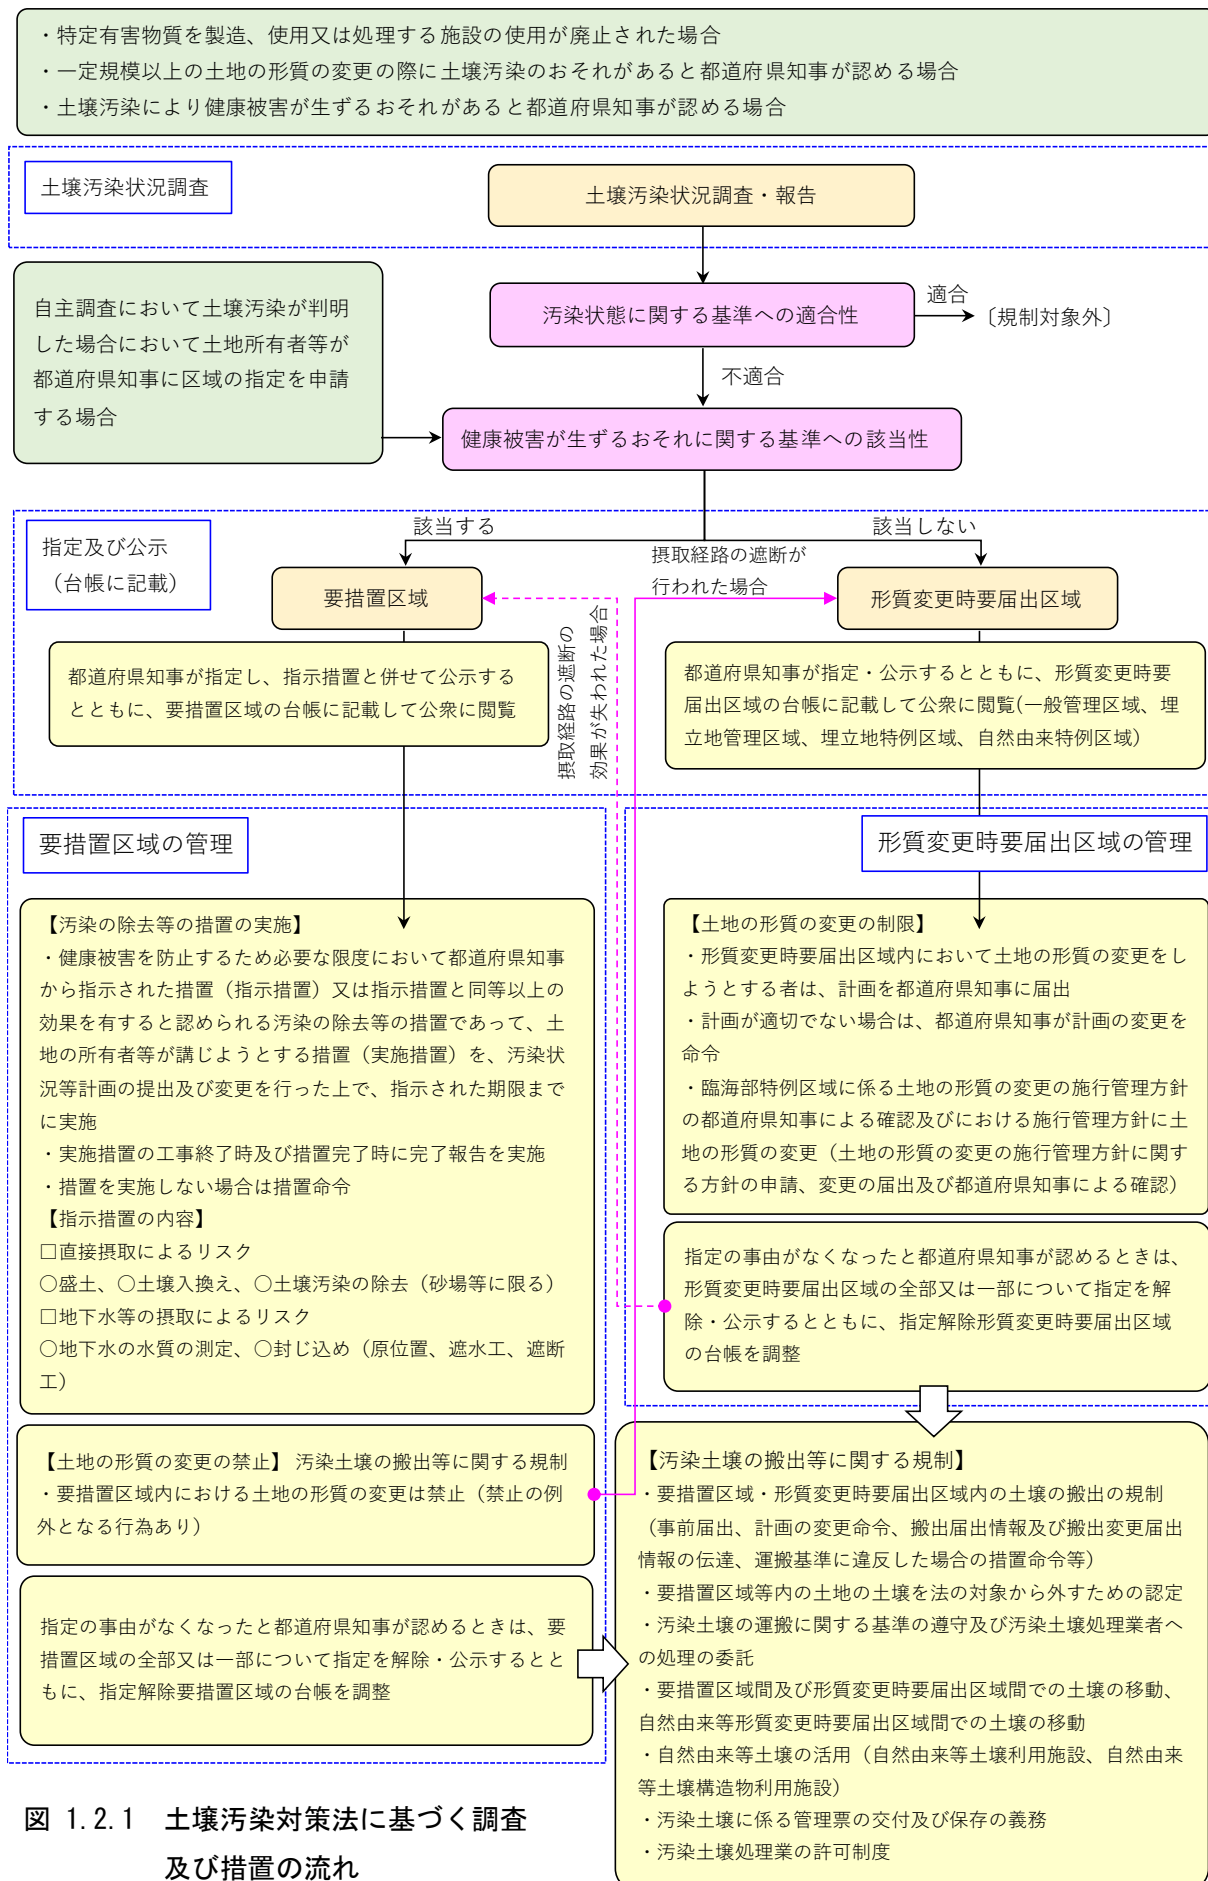 ・特定有害物質を製造、使用又は処理する施設の使用が廃止された場合
・一定規模以上の土地の形質の変更の際に土壌汚染のおそれがあると都道府県知事が認める場合
・土壌汚染により健康被害が生ずるおそれがあると都道府県知事が認める場合
土壌汚染状況調査
土壌汚染状況調査・報告
自主調査において土壌汚染が判明
した場合において土地所有者等が
都道府県知事に区域の指定を申請
する場合
汚染状態に関する基準への適合性
適合
〔規制対象外〕
不適合
健康被害が生ずるおそれに関する基準への該当性
指定及び公示
（台帳に記載）
該当する
該当しない
摂取経路の遮断が
行われた場合
要措置区域
形質変更時要届出区域
摂取経路の遮断の
効果が失われた場合
都道府県知事が指定し、指示措置と併せて公示する
とともに、要措置区域の台帳に記載して公衆に閲覧
都道府県知事が指定・公示するとともに、形質変更時要
届出区域の台帳に記載して公衆に閲覧(一般管理区域、埋
立地管理区域、埋立地特例区域、自然由来特例区域)
要措置区域の管理
【汚染の除去等の措置の実施】
・健康被害を防止するため必要な限度において都道府県知事
から指示された措置（指示措置）又は指示措置と同等以上の
効果を有すると認められる汚染の除去等の措置であって、土
地の所有者等が講じようとする措置（実施措置）を、汚染状
況等計画の提出及び変更を行った上で、指示された期限まで
に実施
・実施措置の工事終了時及び措置完了時に完了報告を実施
・措置を実施しない場合は措置命令
【指示措置の内容】
□直接摂取によるリスク
○盛土、○土壌入換え、○土壌汚染の除去（砂場等に限る）
□地下水等の摂取によるリスク
○地下水の水質の測定、○封じ込め（原位置、遮水工、遮断
工）
【土地の形質の変更の禁止】 汚染土壌の搬出等に関する規制
・要措置区域内における土地の形質の変更は禁止（禁止の例
外となる行為あり）
指定の事由がなくなったと都道府県知事が認めるときは、要
措置区域の全部又は一部について指定を解除・公示するとと
もに、指定解除要措置区域の台帳を調整
形質変更時要届出区域の管理
【土地の形質の変更の制限】
・形質変更時要届出区域内において土地の形質の変更をし
ようとする者は、計画を都道府県知事に届出
・計画が適切でない場合は、都道府県知事が計画の変更を
命令
・臨海部特例区域に係る土地の形質の変更の施行管理方針
の都道府県知事による確認及びにおける施行管理方針に土
地の形質の変更（土地の形質の変更の施行管理方針に関す
る方針の申請、変更の届出及び都道府県知事による確認）
指定の事由がなくなったと都道府県知事が認めるときは、
形質変更時要届出区域の全部又は一部について指定を解
除・公示するとともに、指定解除形質変更時要届出区域
の台帳を調整
【汚染土壌の搬出等に関する規制】
・要措置区域・形質変更時要届出区域内の土壌の搬出の規制
（事前届出、計画の変更命令、搬出届出情報及び搬出変更届出
情報の伝達、運搬基準に違反した場合の措置命令等）
・要措置区域等内の土地の土壌を法の対象から外すための認定
・汚染土壌の運搬に関する基準の遵守及び汚染土壌処理業者へ
の処理の委託
・要措置区域間及び形質変更時要届出区域間での土壌の移動、
自然由来等形質変更時要届出区域間での土壌の移動
・自然由来等土壌の活用（自然由来等土壌利用施設、自然由来
等土壌構造物利用施設）
・汚染土壌に係る管理票の交付及び保存の義務
・汚染土壌処理業の許可制度
図 1.2.1 土壌汚染対策法に基づく調査
及び措置の流れ